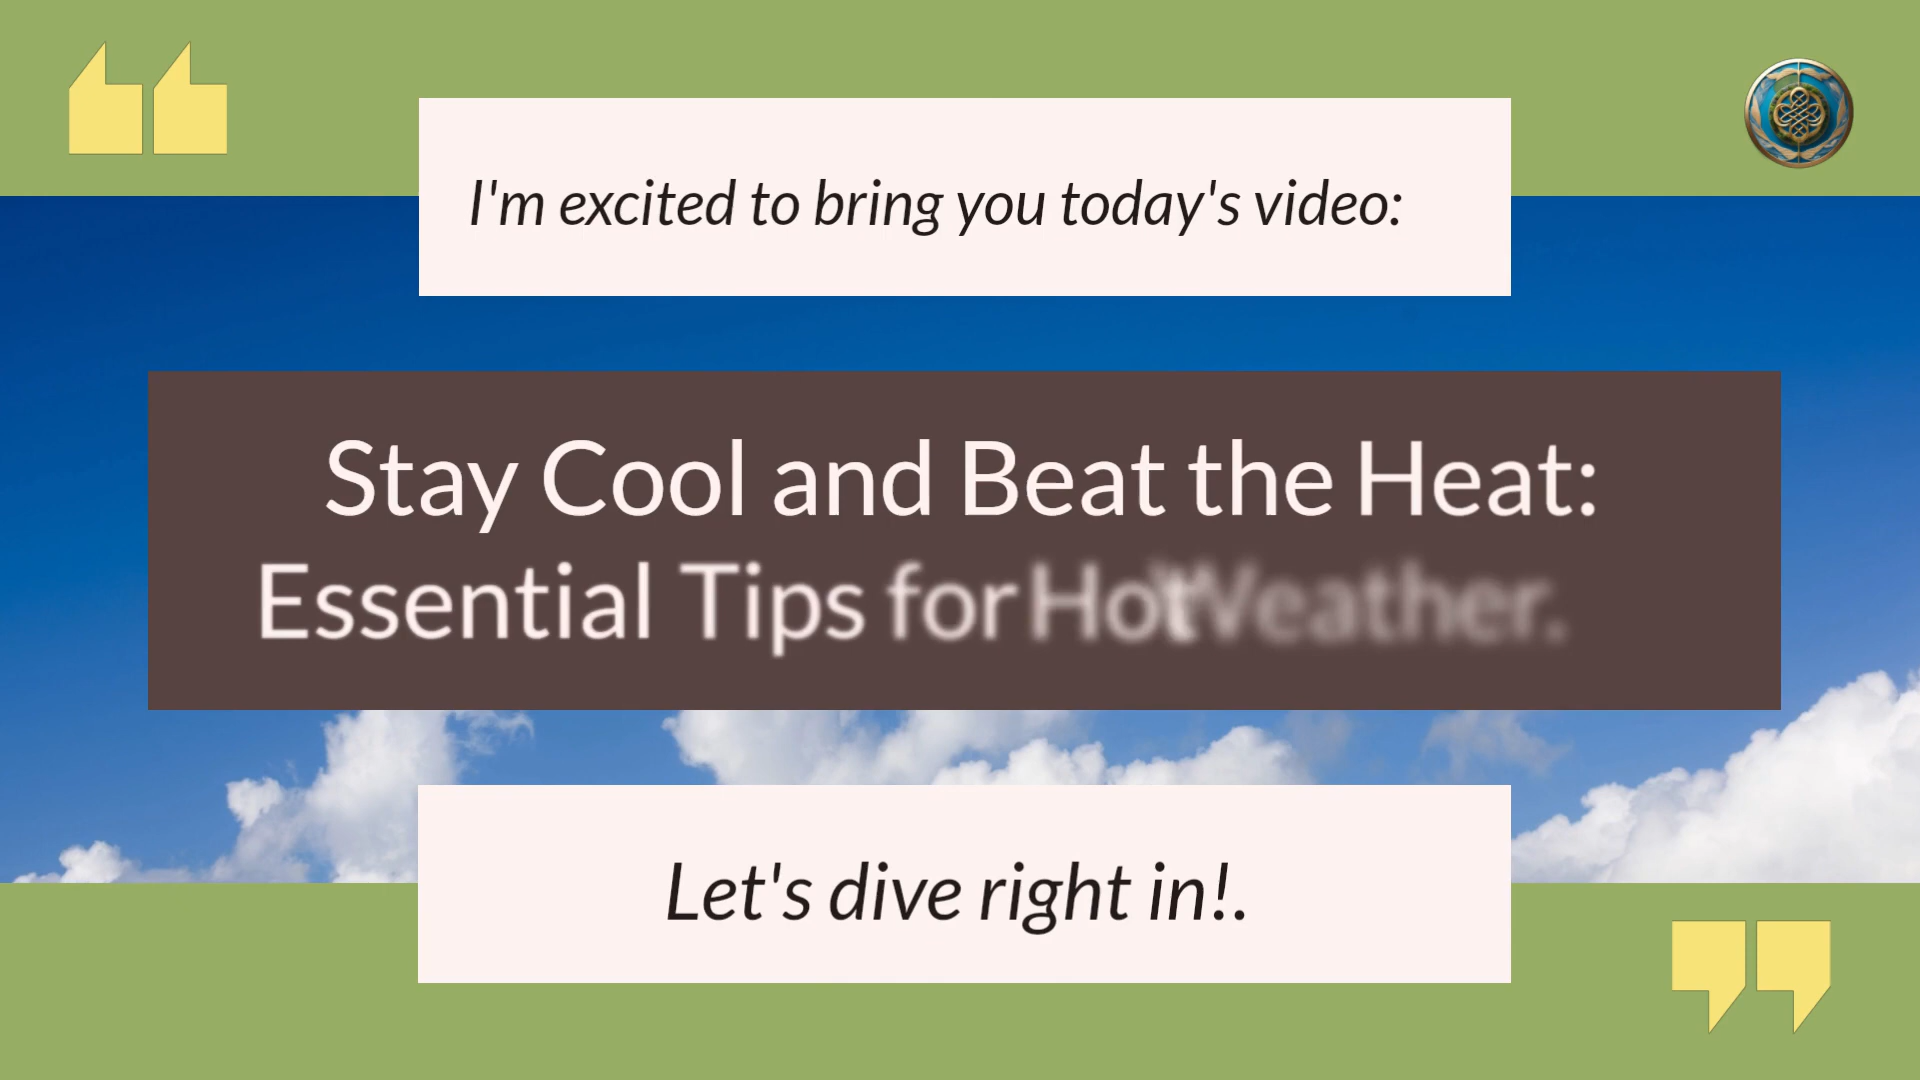 I'm excited to bring you today's video:
Stay Cool and Beat the Heat:
Essential Tips for Hot Weather.
Let's dive right in!.